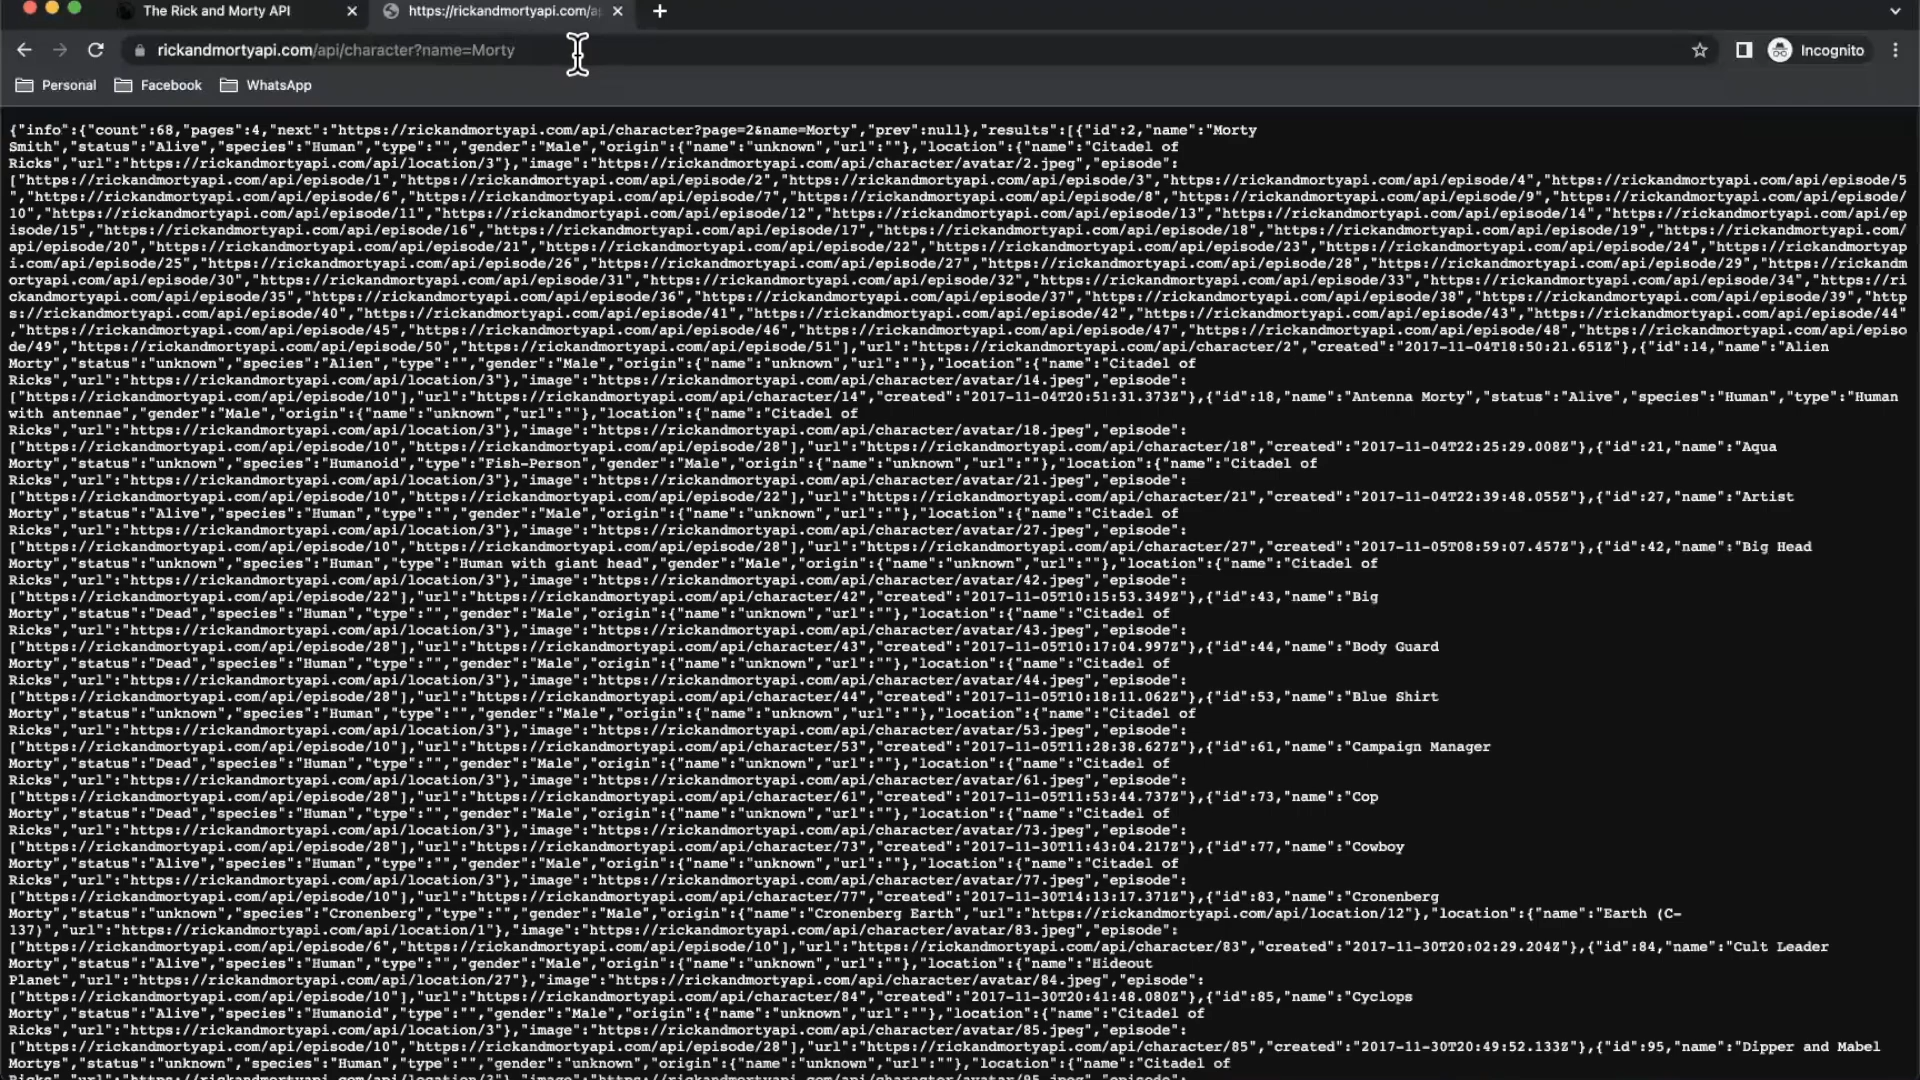 The Rick and Morty API
https://rickandmortyapi.com/a
rickandmortyapi.com/api/character?name=Morty
Incognito
Personal
Facebook
WhatsApp
{"info":{"count":68,"pages":4,"next":"https://rickandmortyapi.com/api/character?page=2&name=Morty","prev":null},"results":[{"id":2,"name":"Morty
Smith","status":"Alive","species":"Human","type":"","gender":"Male","origin":{"name":"unknown","url":""},"location":{"name":"Citadel of
Ricks","url":"https://rickandmortyapi.com/api/location/3"},"image":"https://rickandmortyapi.com/api/character/avatar/2.jpeg","episode":
["https://rickandmortyapi.com/api/episode/1","https://rickandmortyapi.com/api/episode/2","https://rickandmortyapi.com/api/episode/3","https://rickandmortyapi.com/api/episode/4","https://rickandmortyapi.com/api/episode/5
","https://rickandmortyapi.com/api/episode/6","https://rickandmortyapi.com/api/episode/7","https://rickandmortyapi.com/api/episode/8","https://rickandmortyapi.com/api/episode/9","https://rickandmortyapi.com/api/episode/
10","https://rickandmortyapi.com/api/episode/11","https://rickandmortyapi.com/api/episode/12","https://rickandmortyapi.com/api/episode/13","https://rickandmortyapi.com/api/episode/14","https://rickandmortyapi.com/api/ep
isode/15","https://rickandmortyapi.com/api/episode/16","https://rickandmortyapi.com/api/episode/17","https://rickandmortyapi.com/api/episode/18","https://rickandmortyapi.com/api/episode/19","https://rickandmortyapi.com/
api/episode/20","https://rickandmortyapi.com/api/episode/21","https://rickandmortyapi.com/api/episode/22","https://rickandmortyapi.com/api/episode/23","https://rickandmortyapi.com/api/episode/24","https://rickandmortyap
i.com/api/episode/25","https://rickandmortyapi.com/api/episode/26","https://rickandmortyapi.com/api/episode/27","https://rickandmortyapi.com/api/episode/28","https://rickandmortyapi.com/api/episode/29","https://rickandm
ortyapi.com/api/episode/30","https://rickandmortyapi.com/api/episode/31","https://rickandmortyapi.com/api/episode/32","https://rickandmortyapi.com/api/episode/33","https://rickandmortyapi.com/api/episode/34","https://ri
ckandmortyapi.com/api/episode/35","https://rickandmortyapi.com/api/episode/36","https://rickandmortyapi.com/api/episode/37","https://rickandmortyapi.com/api/episode/38","https://rickandmortyapi.com/api/episode/39","http
s://rickandmortyapi.com/api/episode/40","https://rickandmortyapi.com/api/episode/41","https://rickandmortyapi.com/api/episode/42","https://rickandmortyapi.com/api/episode/43","https://rickandmortyapi.com/api/episode/44"
,"https://rickandmortyapi.com/api/episode/45","https://rickandmortyapi.com/api/episode/46","https://rickandmortyapi.com/api/episode/47","https://rickandmortyapi.com/api/episode/48","https://rickandmortyapi.com/api/episo
de/49","https://rickandmortyapi.com/api/episode/50","https://rickandmortyapi.com/api/episode/51"],"url":"https://rickandmortyapi.com/api/character/2","created":"2017-11-04T18:50:21.651Z"},{"id":14,"name":"Alien
Morty","status":"unknown","species":"Alien","type":"","gender":"Male","origin":{"name":"unknown","url":""},"location":{"name":"Citadel of
Ricks","url":"https://rickandmortyapi.com/api/location/3"},"image":"https://rickandmortyapi.com/api/character/avatar/14.jpeg","episode":
["https://rickandmortyapi.com/api/episode/10"],"url":"https://rickandmortyapi.com/api/character/14","created":"2017-11-04T20:51:31.373Z"},{"id":18,"name":"Antenna Morty","status":"Alive","species":"Human","type":"Human
with antennae","gender":"Male","origin":{"name":"unknown","url":""},"location":{"name":"Citadel of
Ricks","url":"https://rickandmortyapi.com/api/location/3"},"image":"https://rickandmortyapi.com/api/character/avatar/18.jpeg","episode":
["https://rickandmortyapi.com/api/episode/10","https://rickandmortyapi.com/api/episode/28"],"url":"https://rickandmortyapi.com/api/character/18","created":"2017-11-04T22:25:29.008Z"},{"id":21,"name":"Aqua
Morty","status":"unknown","species":"Humanoid","type":"Fish-Person","gender":"Male","origin":{"name":"unknown","url":""},"location":{"name":"Citadel of
Ricks","url":"https://rickandmortyapi.com/api/location/3"},"image":"https://rickandmortyapi.com/api/character/avatar/21.jpeg","episode":
["https://rickandmortyapi.com/api/episode/10","https://rickandmortyapi.com/api/episode/22"],"url":"https://rickandmortyapi.com/api/character/21","created":"2017-11-04T22:39:48.055Z"},{"id":27,"name":"Artist
Morty","status":"Alive","species":"Human","type":"","gender":"Male","origin":{"name":"unknown","url":""},"location":{"name":"Citadel of
Ricks","url":"https://rickandmortyapi.com/api/location/3"},"image":"https://rickandmortyapi.com/api/character/avatar/27.jpeg","episode":
["https://rickandmortyapi.com/api/episode/10","https://rickandmortyapi.com/api/episode/28"],"url":"https://rickandmortyapi.com/api/character/27","created":"2017-11-05T08:59:07.457Z"},{"id":42,"name":"Big Head
Morty","status":"unknown","species":"Human","type":"Human with giant head","gender":"Male","origin":{"name":"unknown","url":""},"location":{"name":"Citadel of
Ricks","url":"https://rickandmortyapi.com/api/location/3"},"image":"https://rickandmortyapi.com/api/character/avatar/42.jpeg","episode":
["https://rickandmortyapi.com/api/episode/22"],"url":"https://rickandmortyapi.com/api/character/42","created":"2017-11-05T10:15:53.349Z"},{"id":43,"name":"Big
Morty","status":"Dead","species":"Human","type":"","gender":"Male","origin":{"name":"unknown","url":""},"location":{"name":"Citadel of
Ricks","url":"https://rickandmortyapi.com/api/location/3"},"image":"https://rickandmortyapi.com/api/character/avatar/43.jpeg","episode":
["https://rickandmortyapi.com/api/episode/28"],"url":"https://rickandmortyapi.com/api/character/43","created":"2017-11-05T10:17:04.997Z"},{"id":44,"name":"Body Guard
Morty","status":"Dead","species":"Human","type":"","gender":"Male","origin":{"name":"unknown","url":""},"location":{"name":"Citadel of
Ricks","url":"https://rickandmortyapi.com/api/location/3"},"image":"https://rickandmortyapi.com/api/character/avatar/44.jpeg","episode":
["https://rickandmortyapi.com/api/episode/28"],"url":"https://rickandmortyapi.com/api/character/44","created":"2017-11-05T10:18:11.062Z"},{"id":53,"name":"Blue Shirt
Morty","status":"unknown","species":"Human","type":"","gender":"Male","origin":{"name":"unknown","url":""},"location":{"name":"Citadel of
Ricks","url":"https://rickandmortyapi.com/api/location/3"},"image":"https://rickandmortyapi.com/api/character/avatar/53.jpeg","episode":
["https://rickandmortyapi.com/api/episode/10"],"url":"https://rickandmortyapi.com/api/character/53","created":"2017-11-05T11:28:38.627Z"},{"id":61,"name":"Campaign Manager
Morty","status":"Dead","species":"Human","type":"","gender":"Male","origin":{"name":"unknown","url":""},"location":{"name":"Citadel of
Ricks","url":"https://rickandmortyapi.com/api/location/3"},"image":"https://rickandmortyapi.com/api/character/avatar/61.jpeg","episode":
["https://rickandmortyapi.com/api/episode/28"],"url":"https://rickandmortyapi.com/api/character/61","created":"2017-11-05T11:53:44.737Z"},{"id":73,"name":"Cop
Morty","status":"Dead","species":"Human","type":"","gender":"Male","origin":{"name":"unknown","url":""},"location":{"name":"Citadel of
Ricks","url":"https://rickandmortyapi.com/api/location/3"},"image":"https://rickandmortyapi.com/api/character/avatar/73.jpeg","episode":
["https://rickandmortyapi.com/api/episode/28"],"url":"https://rickandmortyapi.com/api/character/73","created":"2017-11-30T11:43:04.217Z"},{"id":77,"name":"Cowboy
Morty","status":"Alive","species":"Human","type":"","gender":"Male","origin":{"name":"unknown","url":""},"location":{"name":"Citadel of
Ricks","url":"https://rickandmortyapi.com/api/location/3"},"image":"https://rickandmortyapi.com/api/character/avatar/77.jpeg","episode":
["https://rickandmortyapi.com/api/episode/10"],"url":"https://rickandmortyapi.com/api/character/77","created":"2017-11-30T14:13:17.371Z"},{"id":83,"name":"Cronenberg
Morty","status":"unknown","species":"Cronenberg","type":"","gender":"Male","origin":{"name":"Cronenberg Earth","url":"https://rickandmortyapi.com/api/location/12"},"location":{"name":"Earth (C-
137)","url":"https://rickandmortyapi.com/api/location/1"},"image":"https://rickandmortyapi.com/api/character/avatar/83.jpeg","episode":
["https://rickandmortyapi.com/api/episode/6","https://rickandmortyapi.com/api/episode/10"],"url":"https://rickandmortyapi.com/api/character/83","created":"2017-11-30T20:02:29.204Z"},{"id":84,"name":"Cult Leader
Morty","status":"Alive","species":"Human","type":"","gender":"Male","origin":{"name":"unknown","url":""},"location":{"name":"Hideout
Planet","url":"https://rickandmortyapi.com/api/location/27"},"image":"https://rickandmortyapi.com/api/character/avatar/84.jpeg","episode":
["https://rickandmortyapi.com/api/episode/10"],"url":"https://rickandmortyapi.com/api/character/84","created":"2017-11-30T20:41:48.080Z"},{"id":85,"name":"Cyclops
Morty","status":"Alive","species":"Humanoid","type":"","gender":"Male","origin":{"name":"unknown","url":""},"location":{"name":"Citadel of
Ricks","url":"https://rickandmortyapi.com/api/location/3"},"image":"https://rickandmortyapi.com/api/character/avatar/85.jpeg","episode":
["https://rickandmortyapi.com/api/episode/10","https://rickandmortyapi.com/api/episode/28"],"url":"https://rickandmortyapi.com/api/character/85","created":"2017-11-30T20:49:52.133Z"},{"id":95,"name":"Dipper and Mabel
Mortys","status":"unknown","species":"Human","type":"","gender":"unknown","origin":{"name":"unknown","url":""},"location":{"name":"Citadel of